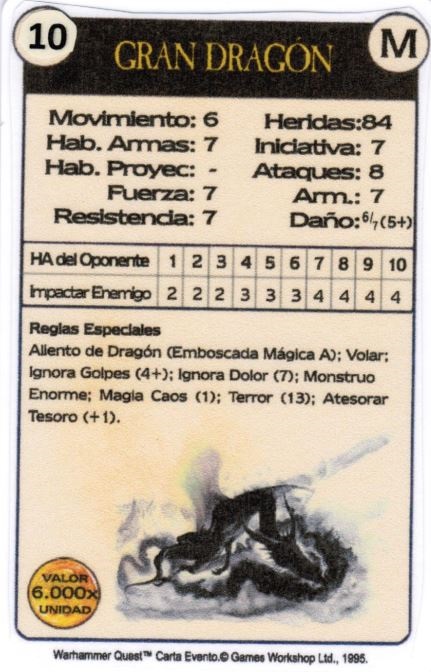 10 GRAN DRAGÓN M
Movimiento: 6 Heridas:84
Hab. Armas: 7 Iniciativa: 7
Hab. Proyec: - Ataques: 8
Fuerza: 7 Arm.: 7
Resistencia: 7 Daño:6/7(5+)
HA del Oponente 1 2 3 4 5 6 7 8 9 10
Impactar Enemigo 2 2 2 3 3 3 4 4 4 4
Reglas Especiales
Aliento de Dragón (Emboscada Mágica A); Volar;
Ignora Golpes (4+); Ignora Dolor (7); Monstruo
Enorme; Magia Caos (1); Terror (13); Atesorar
Tesoro (+1).
VALOR
6.000x
UNIDAD
Warhammer Quest™ Carta Evento.© Games Workshop Ltd., 1995.